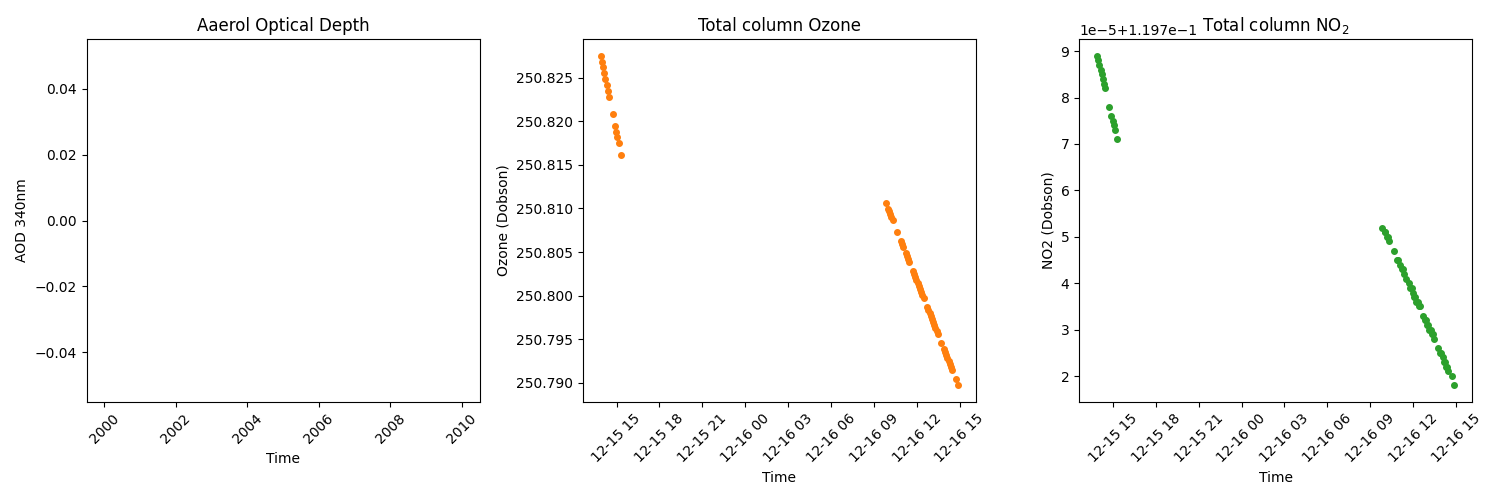 Aaerol Optical Depth
AOD 340nm
0.04
0.02
0.00
−0.02
−0.04
2000 2002 2004 2006 2008 2010
Time
Total column Ozone
Ozone (Dobson)
250.825
250.820
250.815
250.810
250.805
250.800
250.795
250.790
12-15 15 12-15 18 12-15 21 12-16 00 12-16 03 12-16 06 12-16 09 12-16 12 12-16 15
Time
Total column NO₂
1e−5+1.197e−1
NO2 (Dobson)
9
8
7
6
5
4
3
2
12-15 15 12-15 18 12-15 21 12-16 00 12-16 03 12-16 06 12-16 09 12-16 12 12-16 15
Time